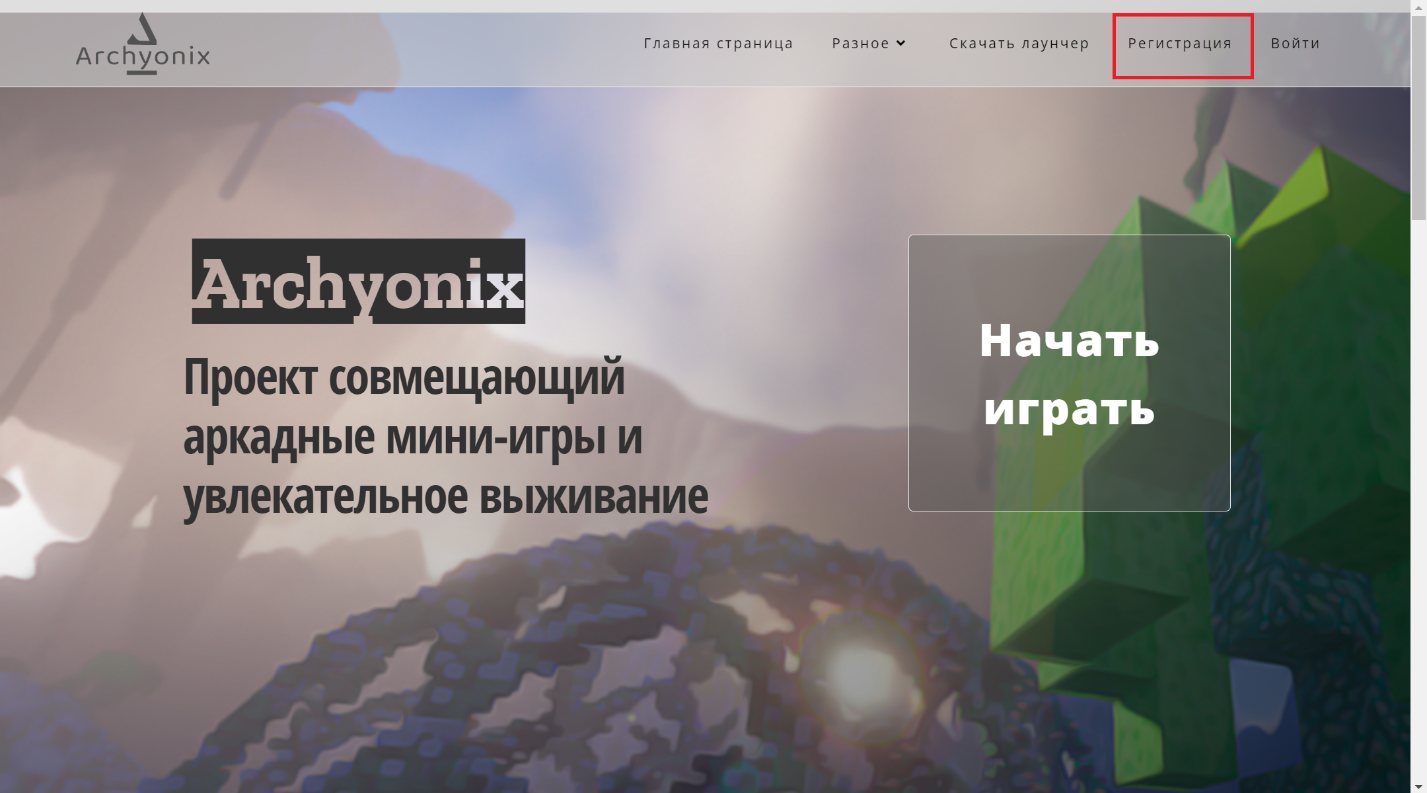 Archyonix
Главная страница
Разное
Скачать лаунчер
Регистрация
Войти
Archyonix
Проект совмещающий
аркадные мини-игры и
увлекательное выживание
Начать
играть